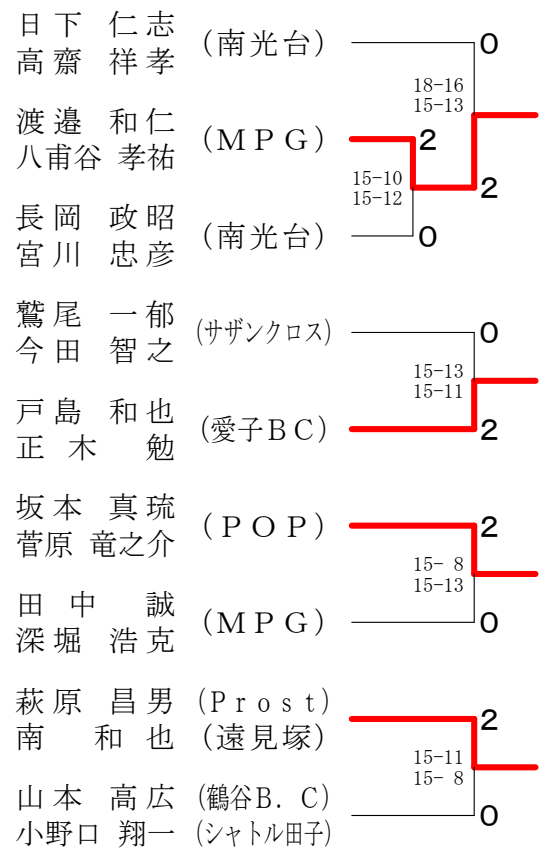 日下 仁志
高齋 祥孝
(南光台)
0
18-16
15-13
渡邉 和仁
八甫谷 孝祐
(MPG)
2
15-10
15-12
2
長岡 政昭
宮川 忠彦
(南光台)
0
鷲尾 一郁
今田 智之
(サザンクロス)
0
15-13
15-11
戸島 和也
正木 勉
(愛子BC)
2
坂本 真琉
菅原 竜之介
(POP)
2
15- 8
15-13
田中 誠
深堀 浩克
(MPG)
0
萩原 昌男 (Prost)
南 和也 (遠見塚)
2
15-11
15- 8
山本 高広 (鶴谷B. C)
小野口 翔一 (シャトル田子)
0